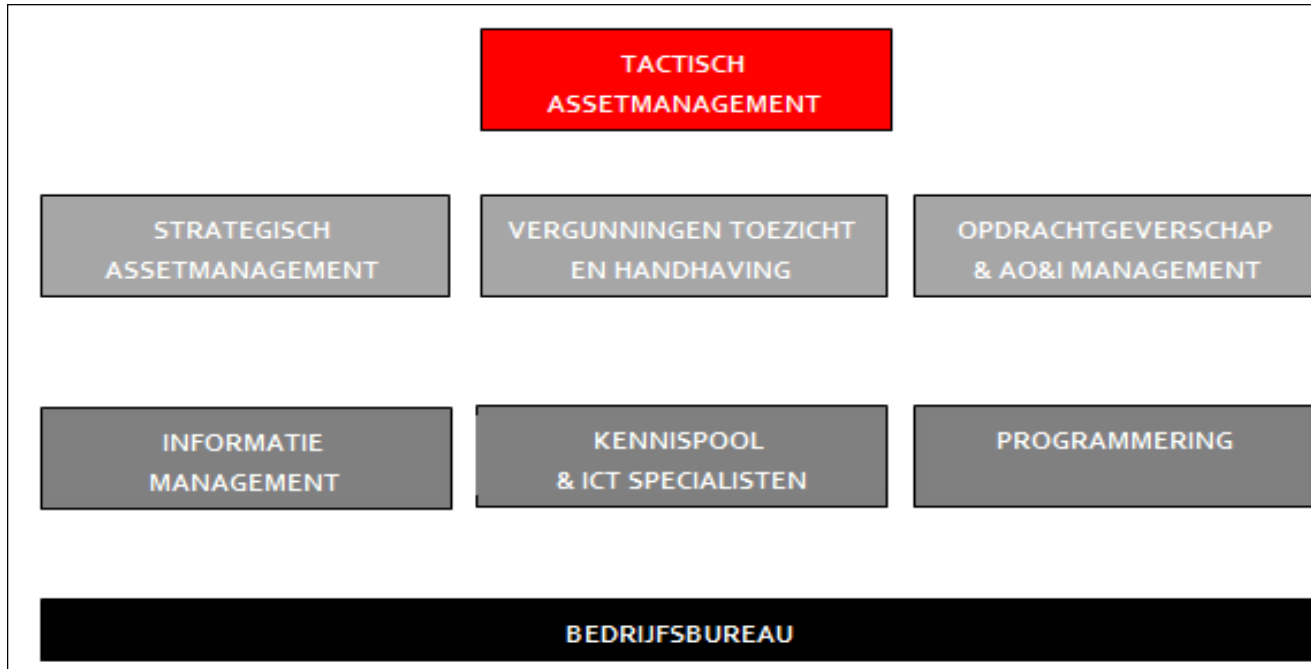 TACTISCH
ASSETMANAGEMENT
STRATEGISCH
ASSETMANAGEMENT
VERGUNNINGEN TOEZICHT
EN HANDHAVING
OPDRACHTGEVERSCHAP
& AO&I MANAGEMENT
INFORMATIE
MANAGEMENT
KENNISPOOL
& ICT SPECIALISTEN
PROGRAMMERING
BEDRIJFSBUREAU